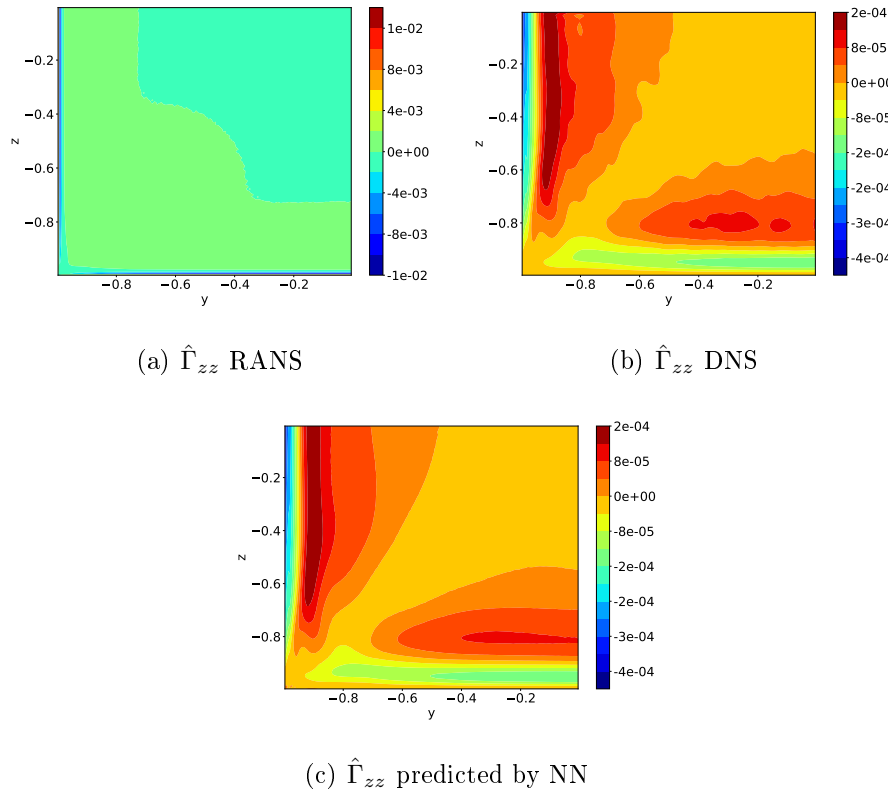 1e-02
8e-03
4e-03
0e+00
-4e-03
-8e-03
-1e-02
−0.2
−0.4
−0.6
−0.8
z
−0.8
−0.6
−0.4
−0.2
y
(a) Γ̂zz RANS
2e-04
8e-05
0e+00
-8e-05
-2e-04
-2e-04
-3e-04
-4e-04
−0.2
−0.4
−0.6
−0.8
z
−0.8
−0.6
−0.4
−0.2
y
(b) Γ̂zz DNS
2e-04
8e-05
0e+00
-8e-05
-2e-04
-2e-04
-3e-04
-4e-04
−0.2
−0.4
−0.6
−0.8
z
−0.8
−0.6
−0.4
−0.2
y
(c) Γ̂zz predicted by NN